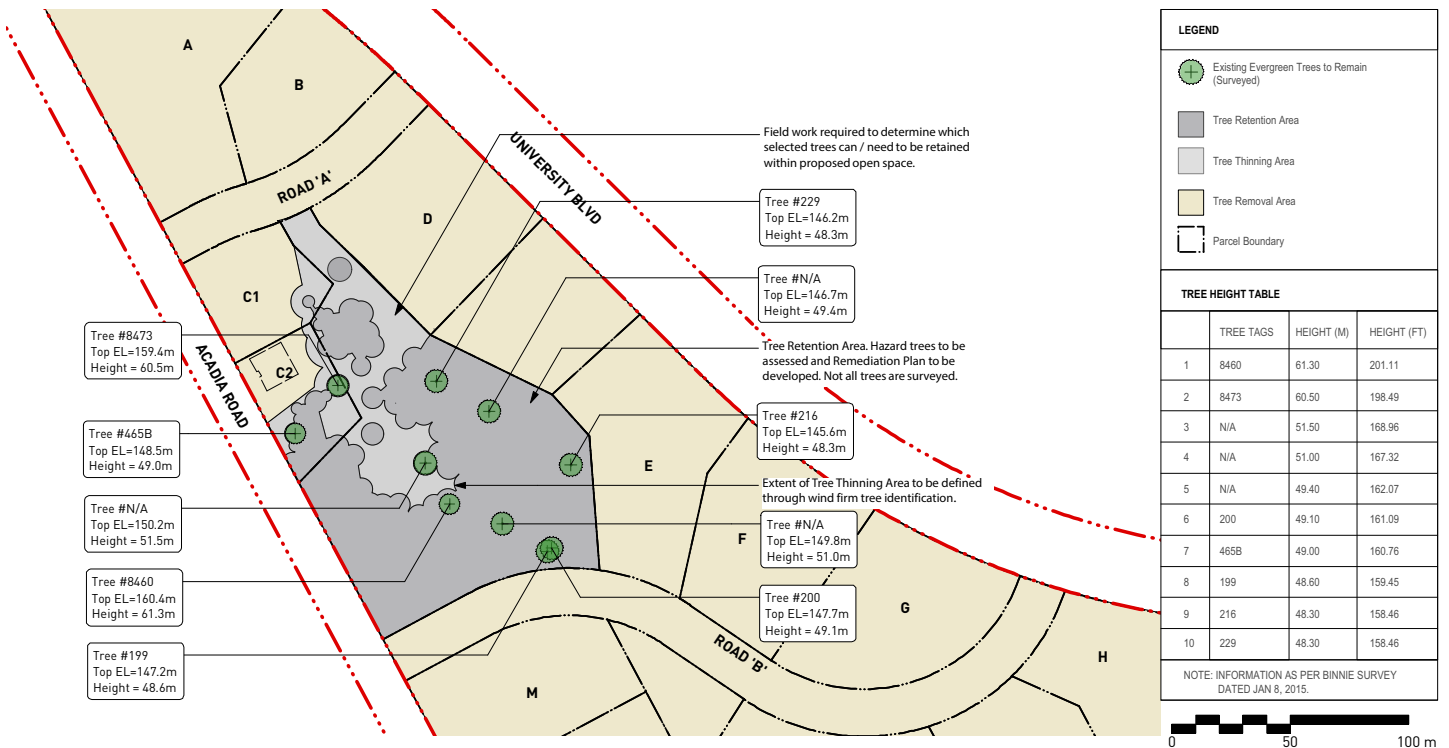 A
B
ROAD 'A'
UNIVERSITY BLVD
D
C1
C2
ACADIA ROAD
E
F
G
H
M
ROAD 'B'
Field work required to determine which
selected trees can / need to be retained
within proposed open space.
Tree #229
Top EL=146.2m
Height = 48.3m
Tree #N/A
Top EL=146.7m
Height = 49.4m
Tree Retention Area. Hazard trees to be
assessed and Remediation Plan to be
developed. Not all trees are surveyed.
Tree #216
Top EL=145.6m
Height = 48.3m
Extent of Tree Thinning Area to be defined
through wind firm tree identification.
Tree #N/A
Top EL=149.8m
Height = 51.0m
Tree #200
Top EL=147.7m
Height = 49.1m
Tree #8473
Top EL=159.4m
Height = 60.5m
Tree #465B
Top EL=148.5m
Height = 49.0m
Tree #N/A
Top EL=150.2m
Height = 51.5m
Tree #8460
Top EL=160.4m
Height = 61.3m
Tree #199
Top EL=147.2m
Height = 48.6m
LEGEND
Existing Evergreen Trees to Remain
(Surveyed)
Tree Retention Area
Tree Thinning Area
Tree Removal Area
Parcel Boundary
TREE HEIGHT TABLE
TREE TAGS HEIGHT (M) HEIGHT (FT)
1 8460 61.30 201.11
2 8473 60.50 198.49
3 N/A 51.50 168.96
4 N/A 51.00 167.32
5 N/A 49.40 162.07
6 200 49.10 161.09
7 465B 49.00 160.76
8 199 48.60 159.45
9 216 48.30 158.46
10 229 48.30 158.46
NOTE: INFORMATION AS PER BINNIE SURVEY
DATED JAN 8, 2015.
0 50 100 m